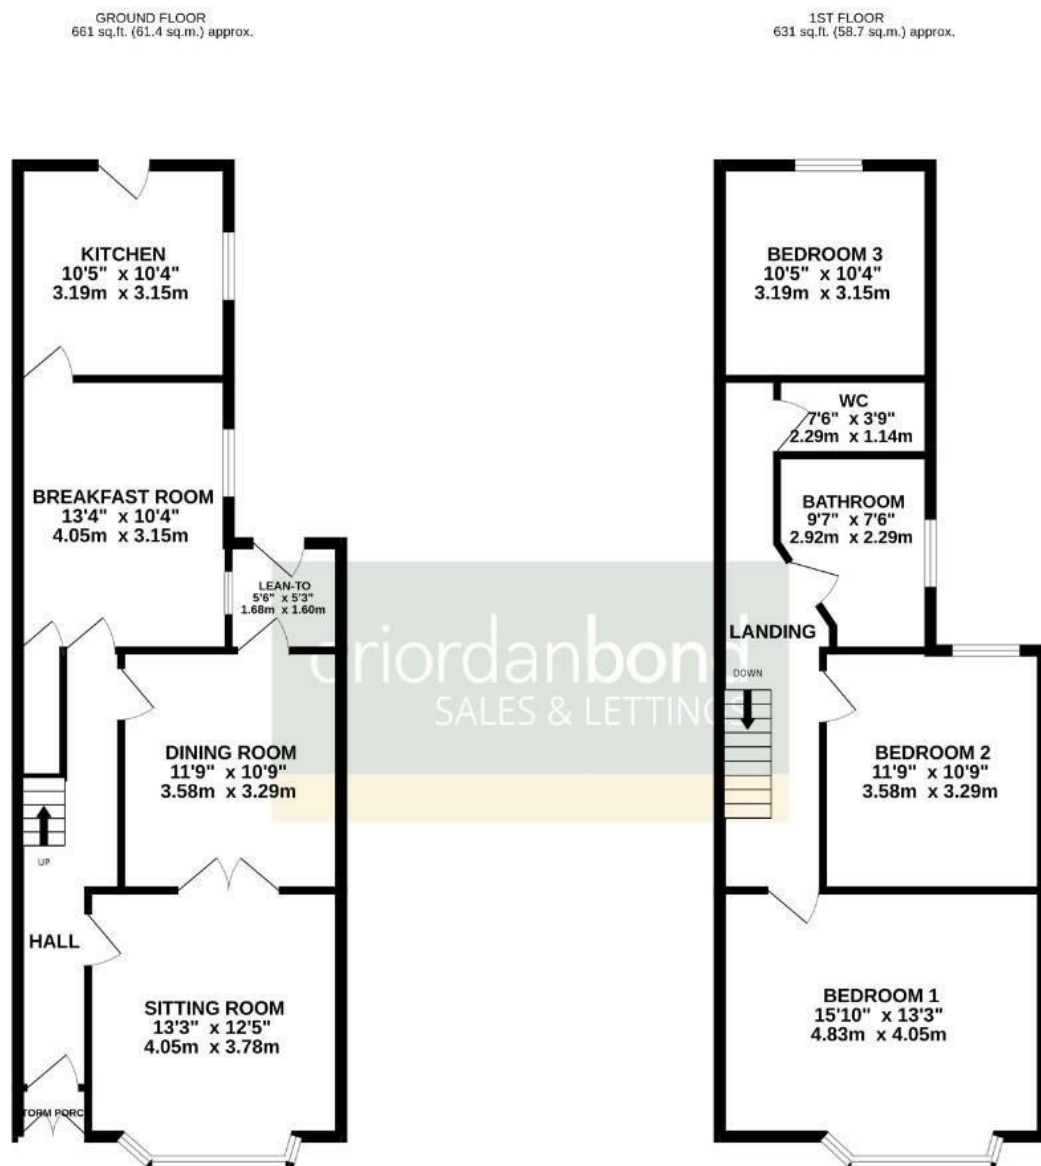 GROUND FLOOR
661 sq.ft. (61.4 sq.m.) approx.
KITCHEN
10'5" x 10'4"
3.19m x 3.15m
BREAKFAST ROOM
13'4" x 10'4"
4.05m x 3.15m
LEAN-TO
5'6" x 5'3"
1.68m x 1.60m
DINING ROOM
11'9" x 10'9"
3.58m x 3.29m
UP
HALL
SITTING ROOM
13'3" x 12'5"
4.05m x 3.78m
TORM PORC
1ST FLOOR
631 sq.ft. (58.7 sq.m.) approx.
BEDROOM 3
10'5" x 10'4"
3.19m x 3.15m
WC
7'6" x 3'9"
2.29m x 1.14m
BATHROOM
9'7" x 7'6"
2.92m x 2.29m
LANDING
DOWN
BEDROOM 2
11'9" x 10'9"
3.58m x 3.29m
BEDROOM 1
15'10" x 13'3"
4.83m x 4.05m
oriordanbond
SALES & LETTINGS